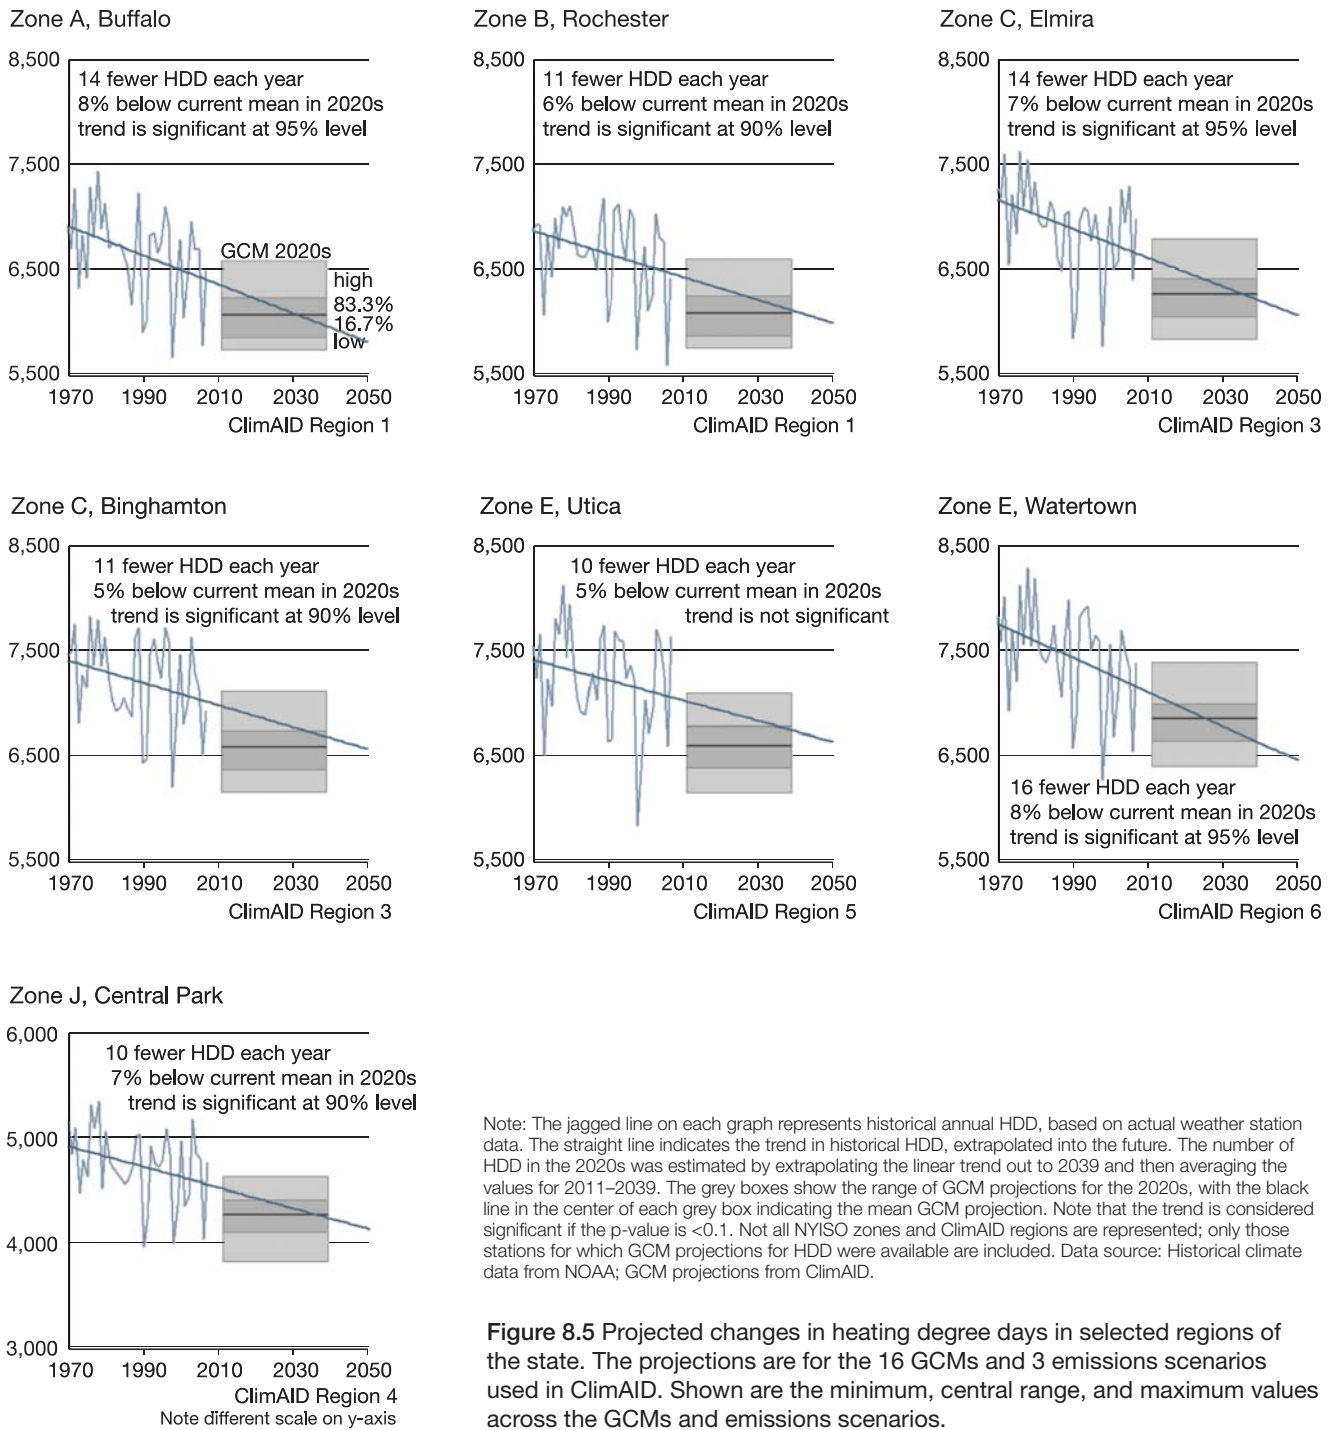 Zone A, Buffalo
8,500
14 fewer HDD each year
8% below current mean in 2020s
trend is significant at 95% level
7,500
GCM 2020s
6,500
high
83.3%
16.7%
low
5,500
1970 1990 2010 2030 2050
ClimAID Region 1
Zone B, Rochester
8,500
11 fewer HDD each year
6% below current mean in 2020s
trend is significant at 90% level
7,500
6,500
5,500
1970 1990 2010 2030 2050
ClimAID Region 1
Zone C, Elmira
8,500
14 fewer HDD each year
7% below current mean in 2020s
trend is significant at 95% level
7,500
6,500
5,500
1970 1990 2010 2030 2050
ClimAID Region 3
Zone C, Binghamton
8,500
11 fewer HDD each year
5% below current mean in 2020s
trend is significant at 90% level
7,500
6,500
5,500
1970 1990 2010 2030 2050
ClimAID Region 3
Zone E, Utica
8,500
10 fewer HDD each year
5% below current mean in 2020s
trend is not significant
7,500
6,500
5,500
1970 1990 2010 2030 2050
ClimAID Region 5
Zone E, Watertown
8,500
7,500
6,500
16 fewer HDD each year
8% below current mean in 2020s
trend is significant at 95% level
5,500
1970 1990 2010 2030 2050
ClimAID Region 6
Zone J, Central Park
6,000
10 fewer HDD each year
7% below current mean in 2020s
trend is significant at 90% level
5,000
4,000
3,000
1970 1990 2010 2030 2050
ClimAID Region 4
Note different scale on y-axis
Note: The jagged line on each graph represents historical annual HDD, based on actual weather station
data. The straight line indicates the trend in historical HDD, extrapolated into the future. The number of
HDD in the 2020s was estimated by extrapolating the linear trend out to 2039 and then averaging the
values for 2011–2039. The grey boxes show the range of GCM projections for the 2020s, with the black
line in the center of each grey box indicating the mean GCM projection. Note that the trend is considered
significant if the p-value is <0.1. Not all NYISO zones and ClimAID regions are represented; only those
stations for which GCM projections for HDD were available are included. Data source: Historical climate
data from NOAA; GCM projections from ClimAID.
Figure 8.5 Projected changes in heating degree days in selected regions of
the state. The projections are for the 16 GCMs and 3 emissions scenarios
used in ClimAID. Shown are the minimum, central range, and maximum values
across the GCMs and emissions scenarios.